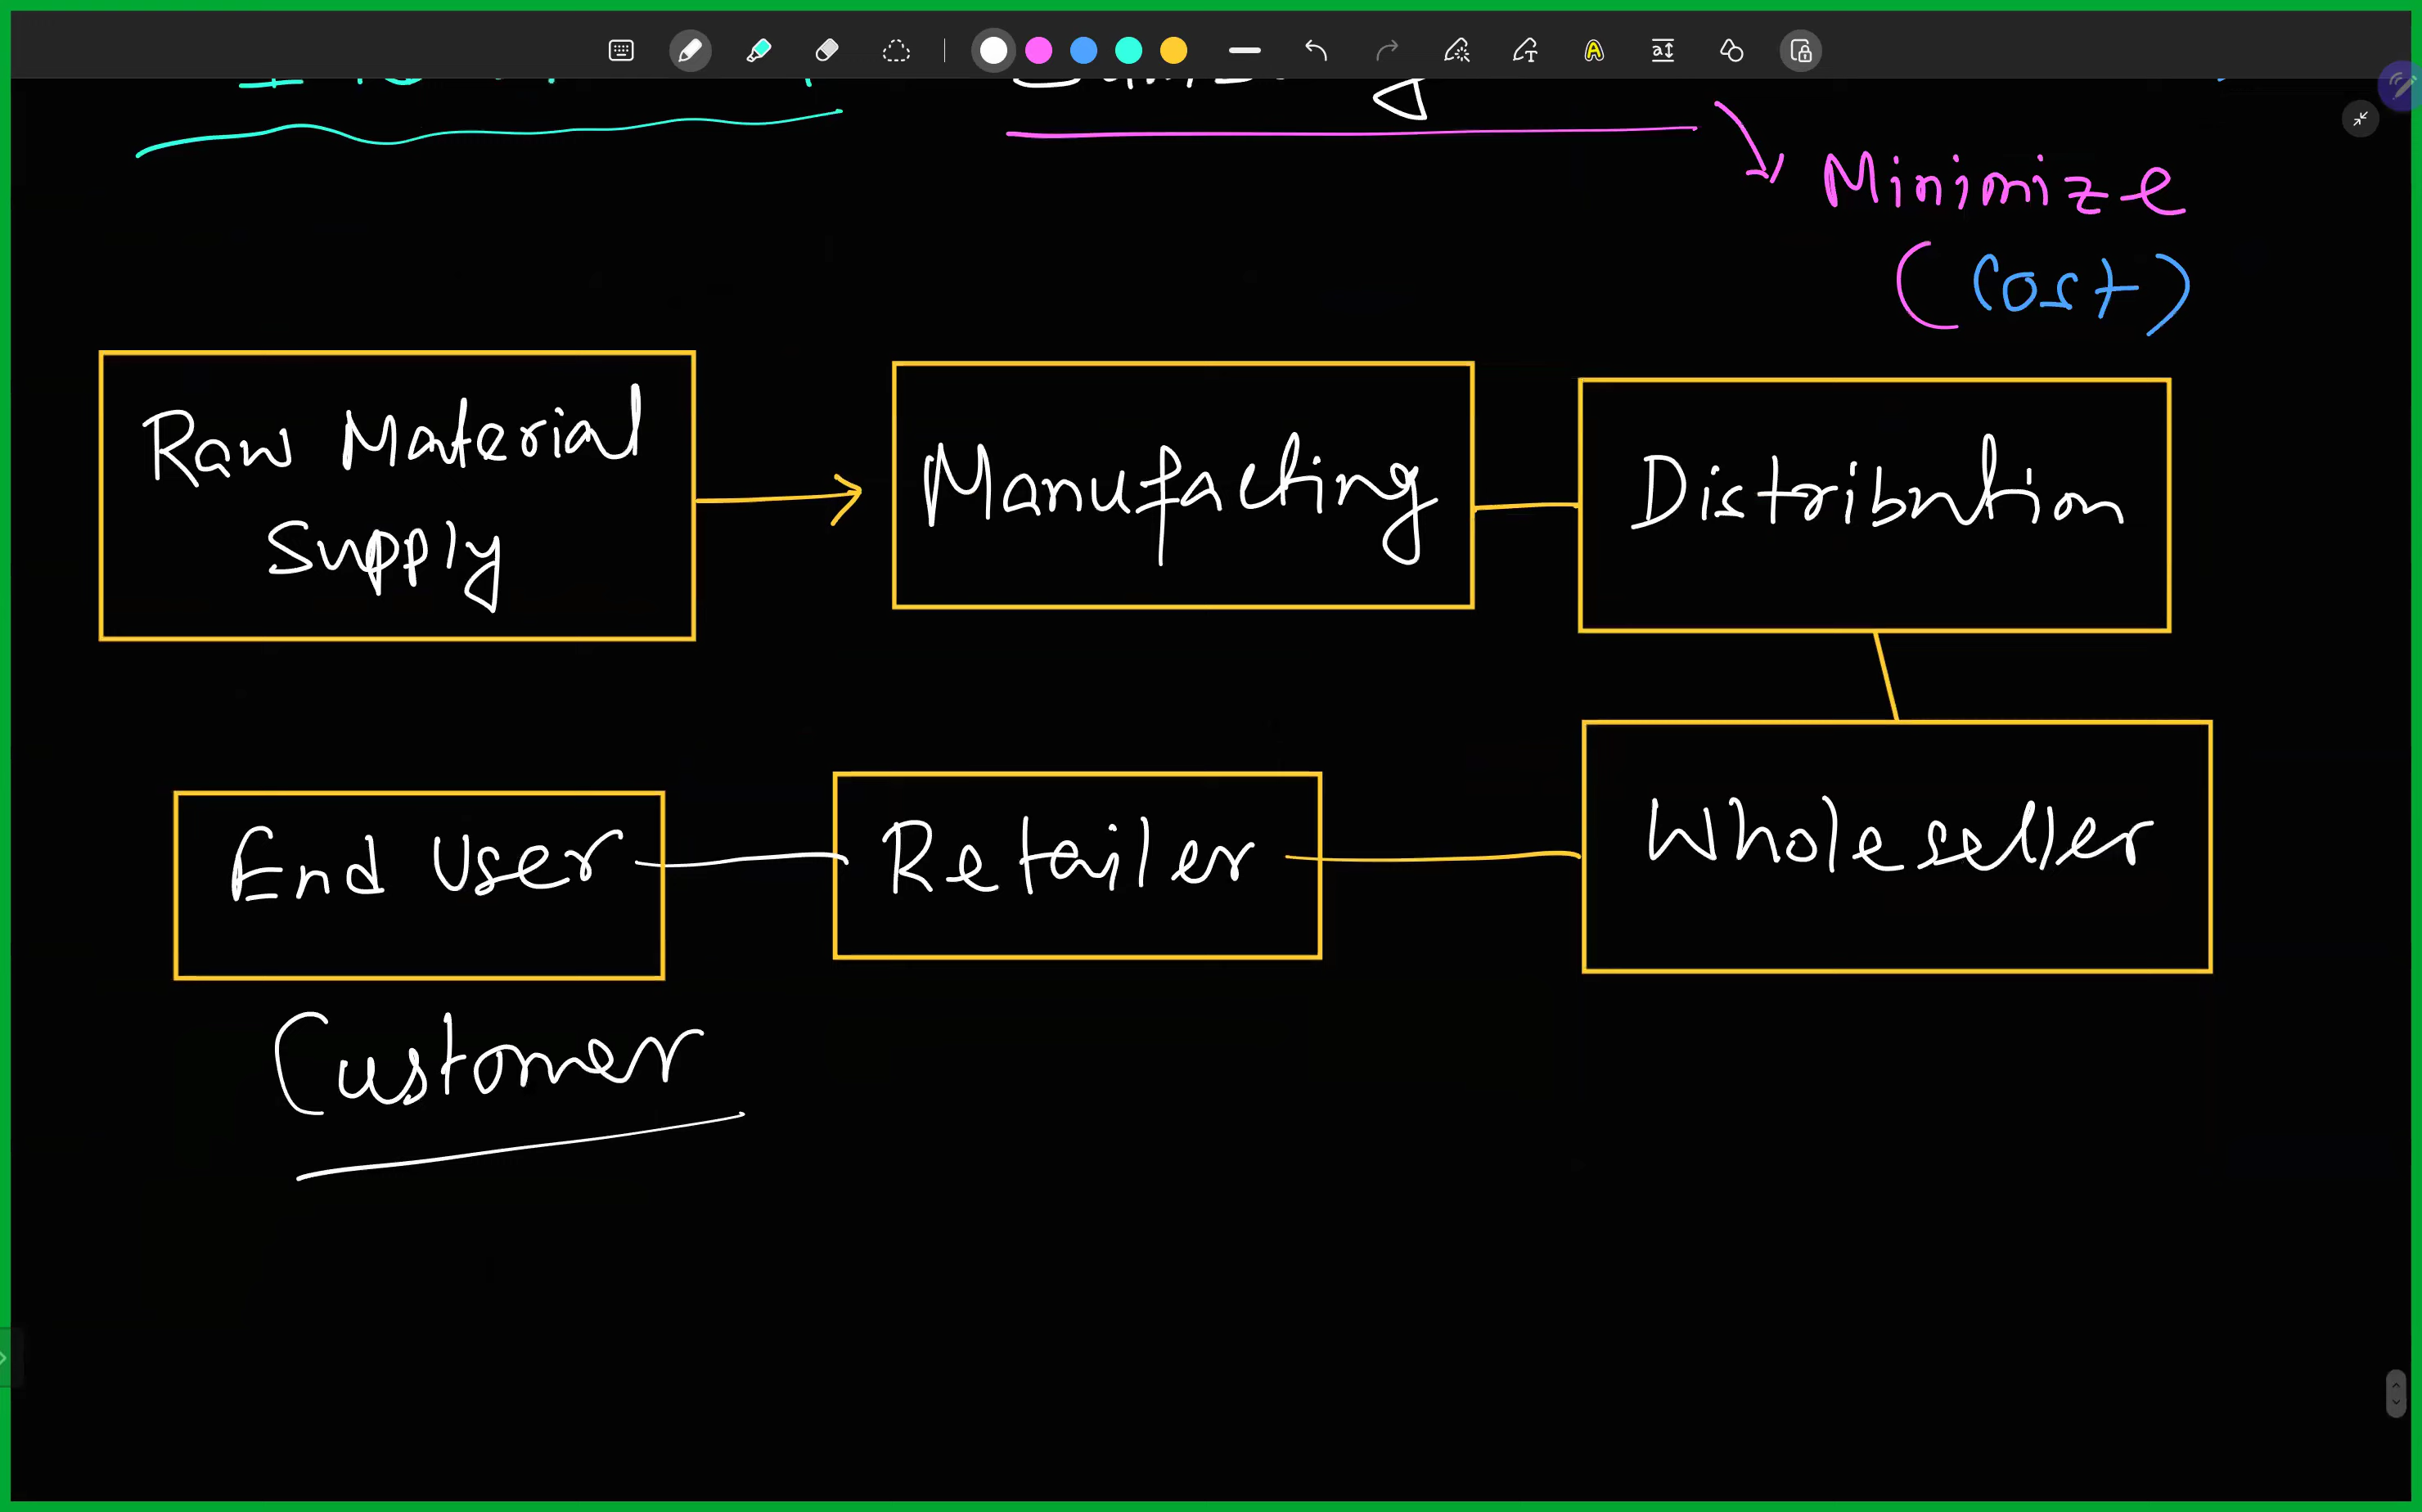 Minimize
(Cost)
Raw Material
Supply
Manufacting
Distribution
End User
Retailer
Wholeseller
Customer